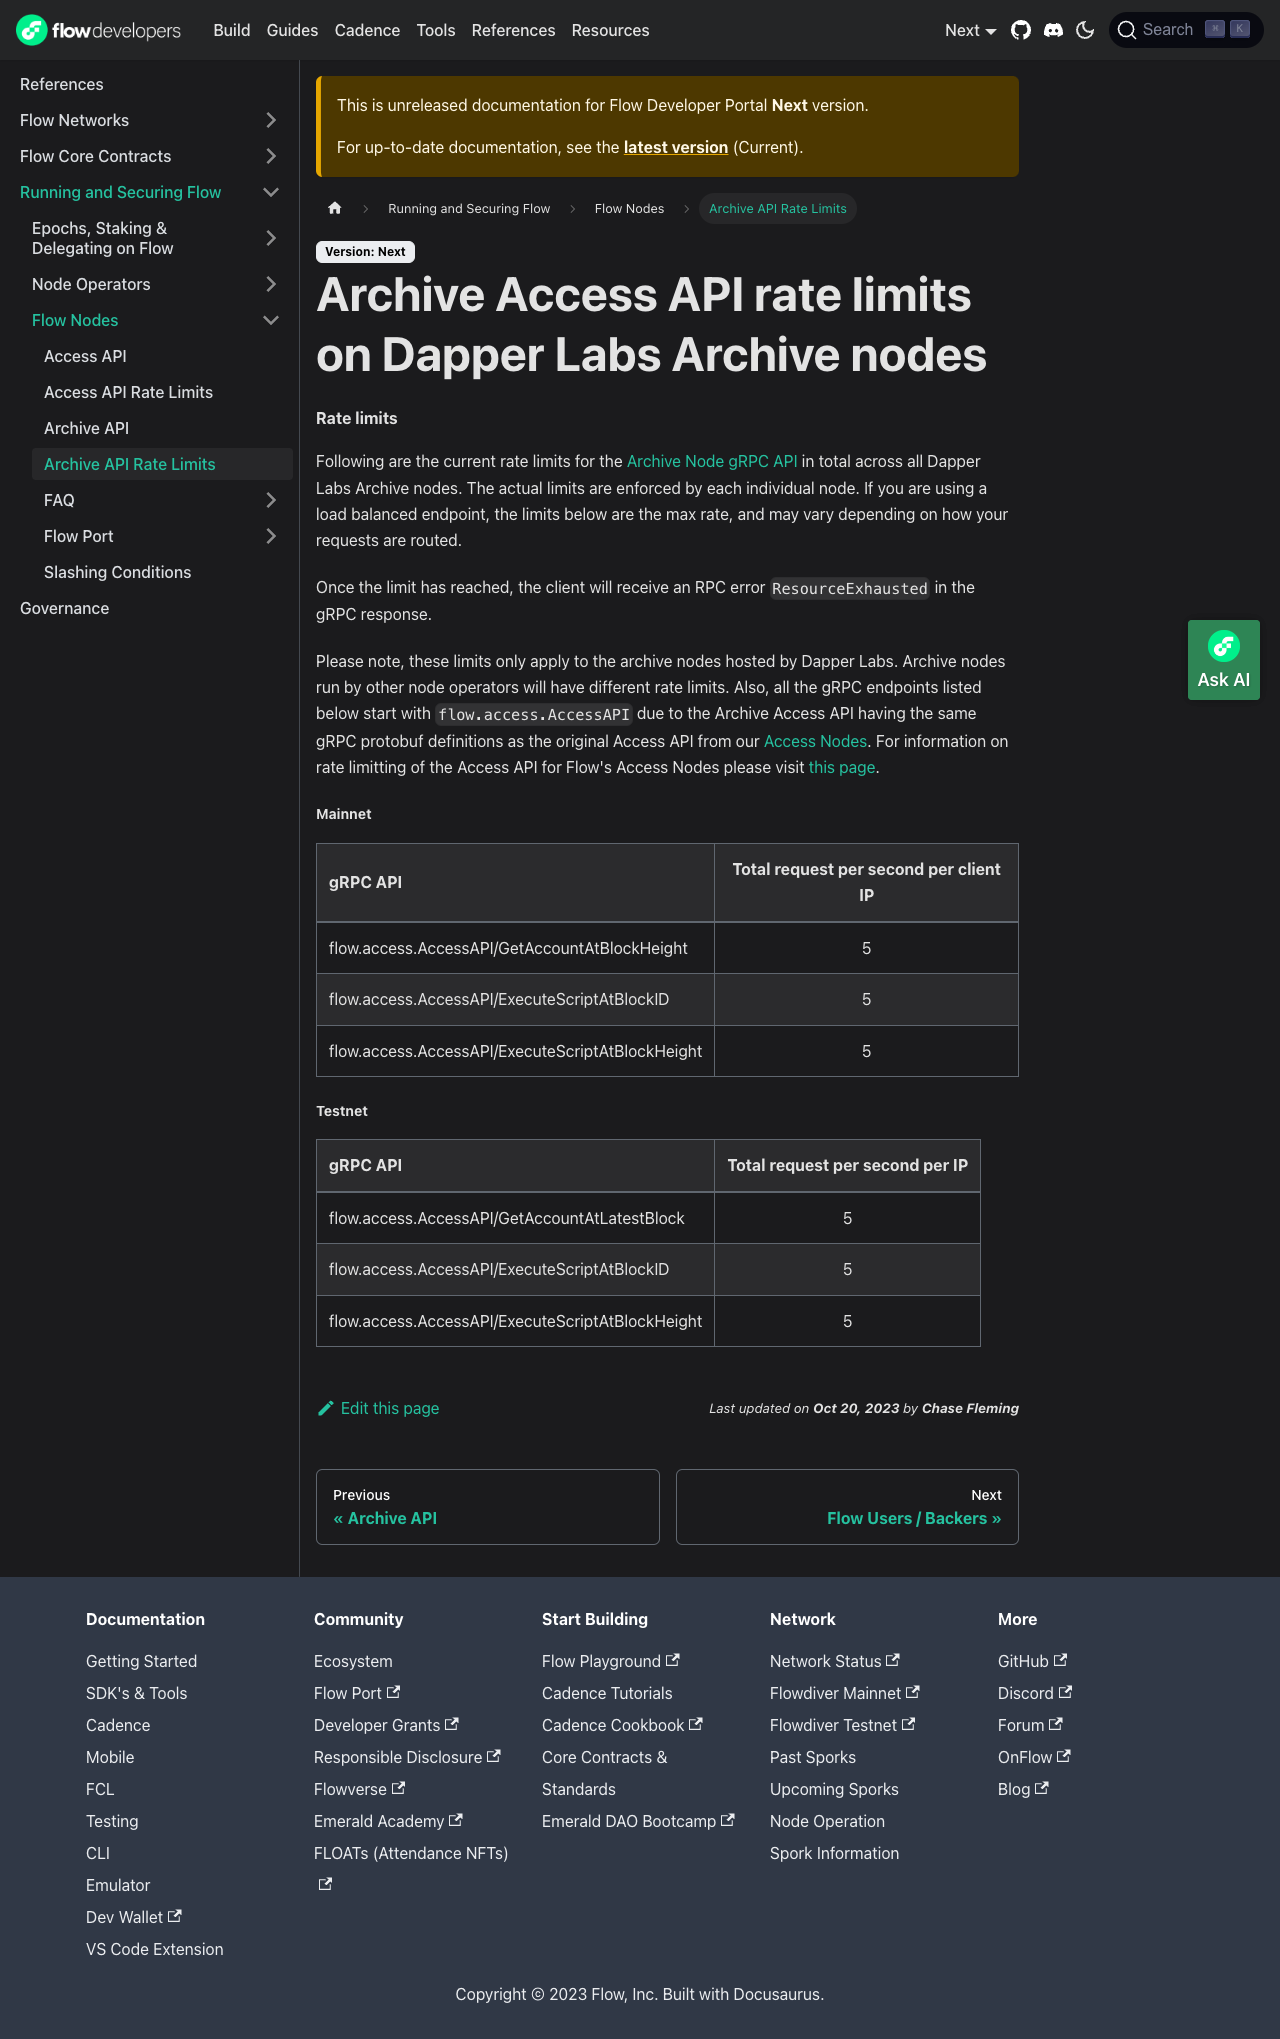 flowdevelopers
Build Guides Cadence Tools References Resources
Next
Search ⌘ K
References
Flow Networks
Flow Core Contracts
Running and Securing Flow
Epochs, Staking &
Delegating on Flow
Node Operators
Flow Nodes
Access API
Access API Rate Limits
Archive API
Archive API Rate Limits
FAQ
Flow Port
Slashing Conditions
Governance
This is unreleased documentation for Flow Developer Portal Next version.
For up-to-date documentation, see the latest version (Current).
Running and Securing Flow
Flow Nodes
Archive API Rate Limits
Version: Next
Archive Access API rate limits
on Dapper Labs Archive nodes
Rate limits
Following are the current rate limits for the Archive Node gRPC API in total across all Dapper
Labs Archive nodes. The actual limits are enforced by each individual node. If you are using a
load balanced endpoint, the limits below are the max rate, and may vary depending on how your
requests are routed.
Once the limit has reached, the client will receive an RPC error ResourceExhausted in the
gRPC response.
Please note, these limits only apply to the archive nodes hosted by Dapper Labs. Archive nodes
run by other node operators will have different rate limits. Also, all the gRPC endpoints listed
below start with flow.access.AccessAPI due to the Archive Access API having the same
gRPC protobuf definitions as the original Access API from our Access Nodes. For information on
rate limitting of the Access API for Flow's Access Nodes please visit this page.
Mainnet
gRPC API
Total request per second per client
IP
flow.access.AccessAPI/GetAccountAtBlockHeight 5
flow.access.AccessAPI/ExecuteScriptAtBlockID 5
flow.access.AccessAPI/ExecuteScriptAtBlockHeight 5
Testnet
gRPC API Total request per second per IP
flow.access.AccessAPI/GetAccountAtLatestBlock 5
flow.access.AccessAPI/ExecuteScriptAtBlockID 5
flow.access.AccessAPI/ExecuteScriptAtBlockHeight 5
Edit this page
Last updated on Oct 20, 2023 by Chase Fleming
Previous
« Archive API
Next
Flow Users / Backers »
Ask AI
Documentation
Getting Started
SDK's & Tools
Cadence
Mobile
FCL
Testing
CLI
Emulator
Dev Wallet
VS Code Extension
Community
Ecosystem
Flow Port
Developer Grants
Responsible Disclosure
Flowverse
Emerald Academy
FLOATs (Attendance NFTs)
Start Building
Flow Playground
Cadence Tutorials
Cadence Cookbook
Core Contracts &
Standards
Emerald DAO Bootcamp
Network
Network Status
Flowdiver Mainnet
Flowdiver Testnet
Past Sporks
Upcoming Sporks
Node Operation
Spork Information
More
GitHub
Discord
Forum
OnFlow
Blog
Copyright © 2023 Flow, Inc. Built with Docusaurus.